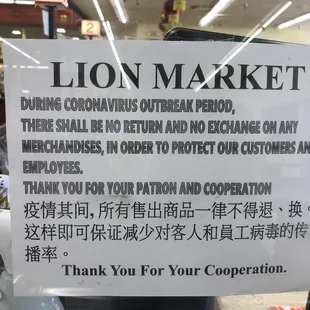 2
LION MARKET
DURING CORONAVIRUS OUTBREAK PERIOD,
THERE SHALL BE NO RETURN AND NO EXCHANGE ON ANY
MERCHANDISES, IN ORDER TO PROTECT OUR CUSTOMERS AN
EMPLOYEES.
THANK YOU FOR YOUR PATRON AND COOPERATION
疫情其间, 所有售出商品一律不得退、换。
这样即可保证减少对客人和員工病毒的传
播率。
Thank You For Your Cooperation.